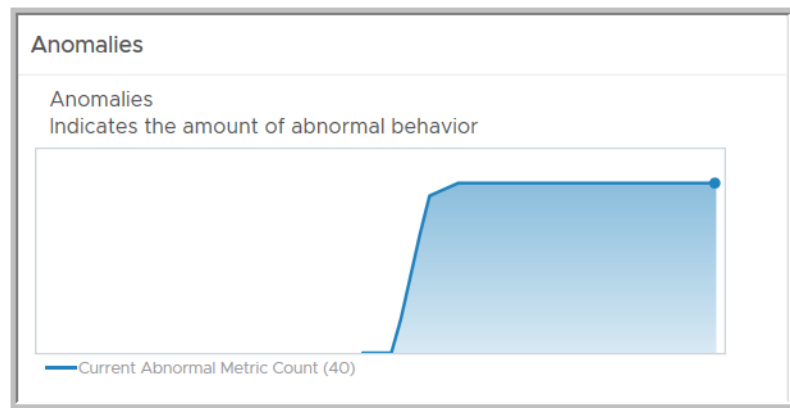 Anomalies
Anomalies
Indicates the amount of abnormal behavior
Current Abnormal Metric Count (40)